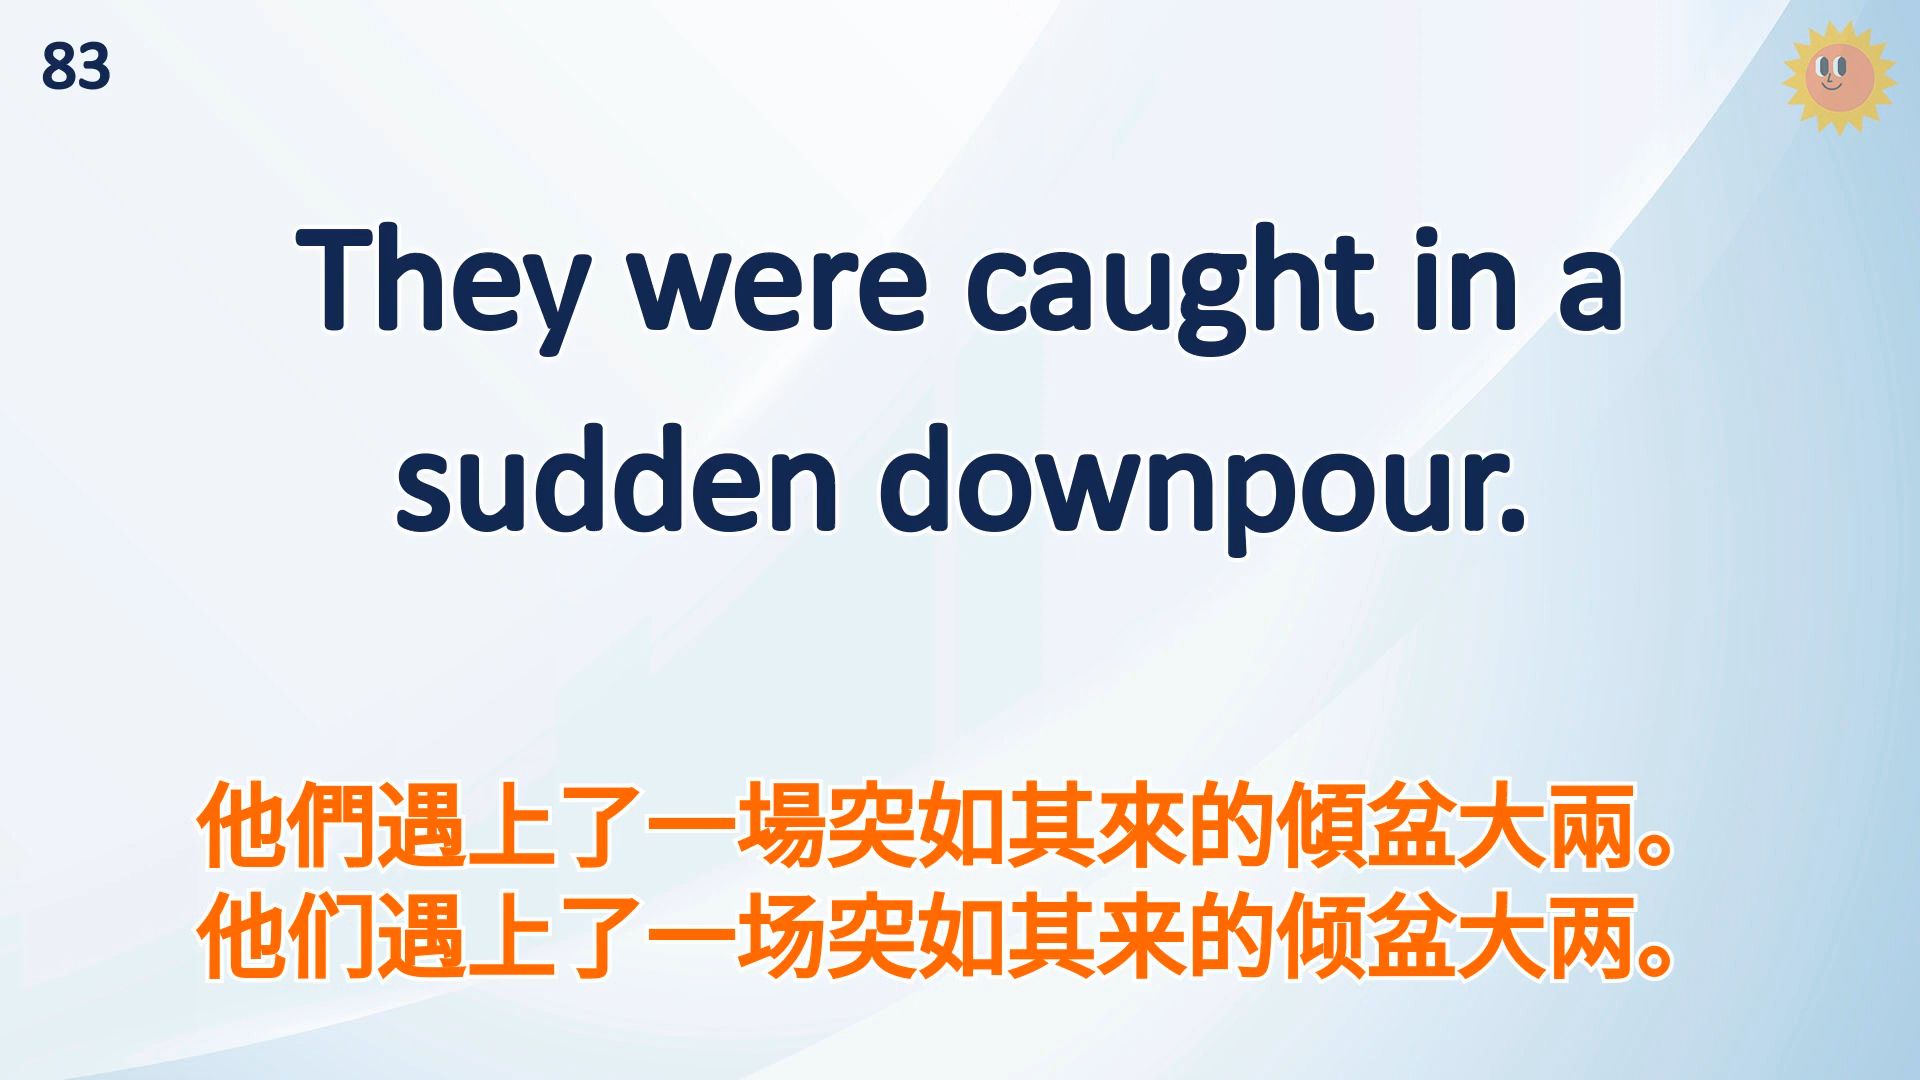 83
They were caught in a
sudden downpour.
他們遇上了一場突如其來的傾盆大兩。
他们遇上了一场突如其来的倾盆大两。